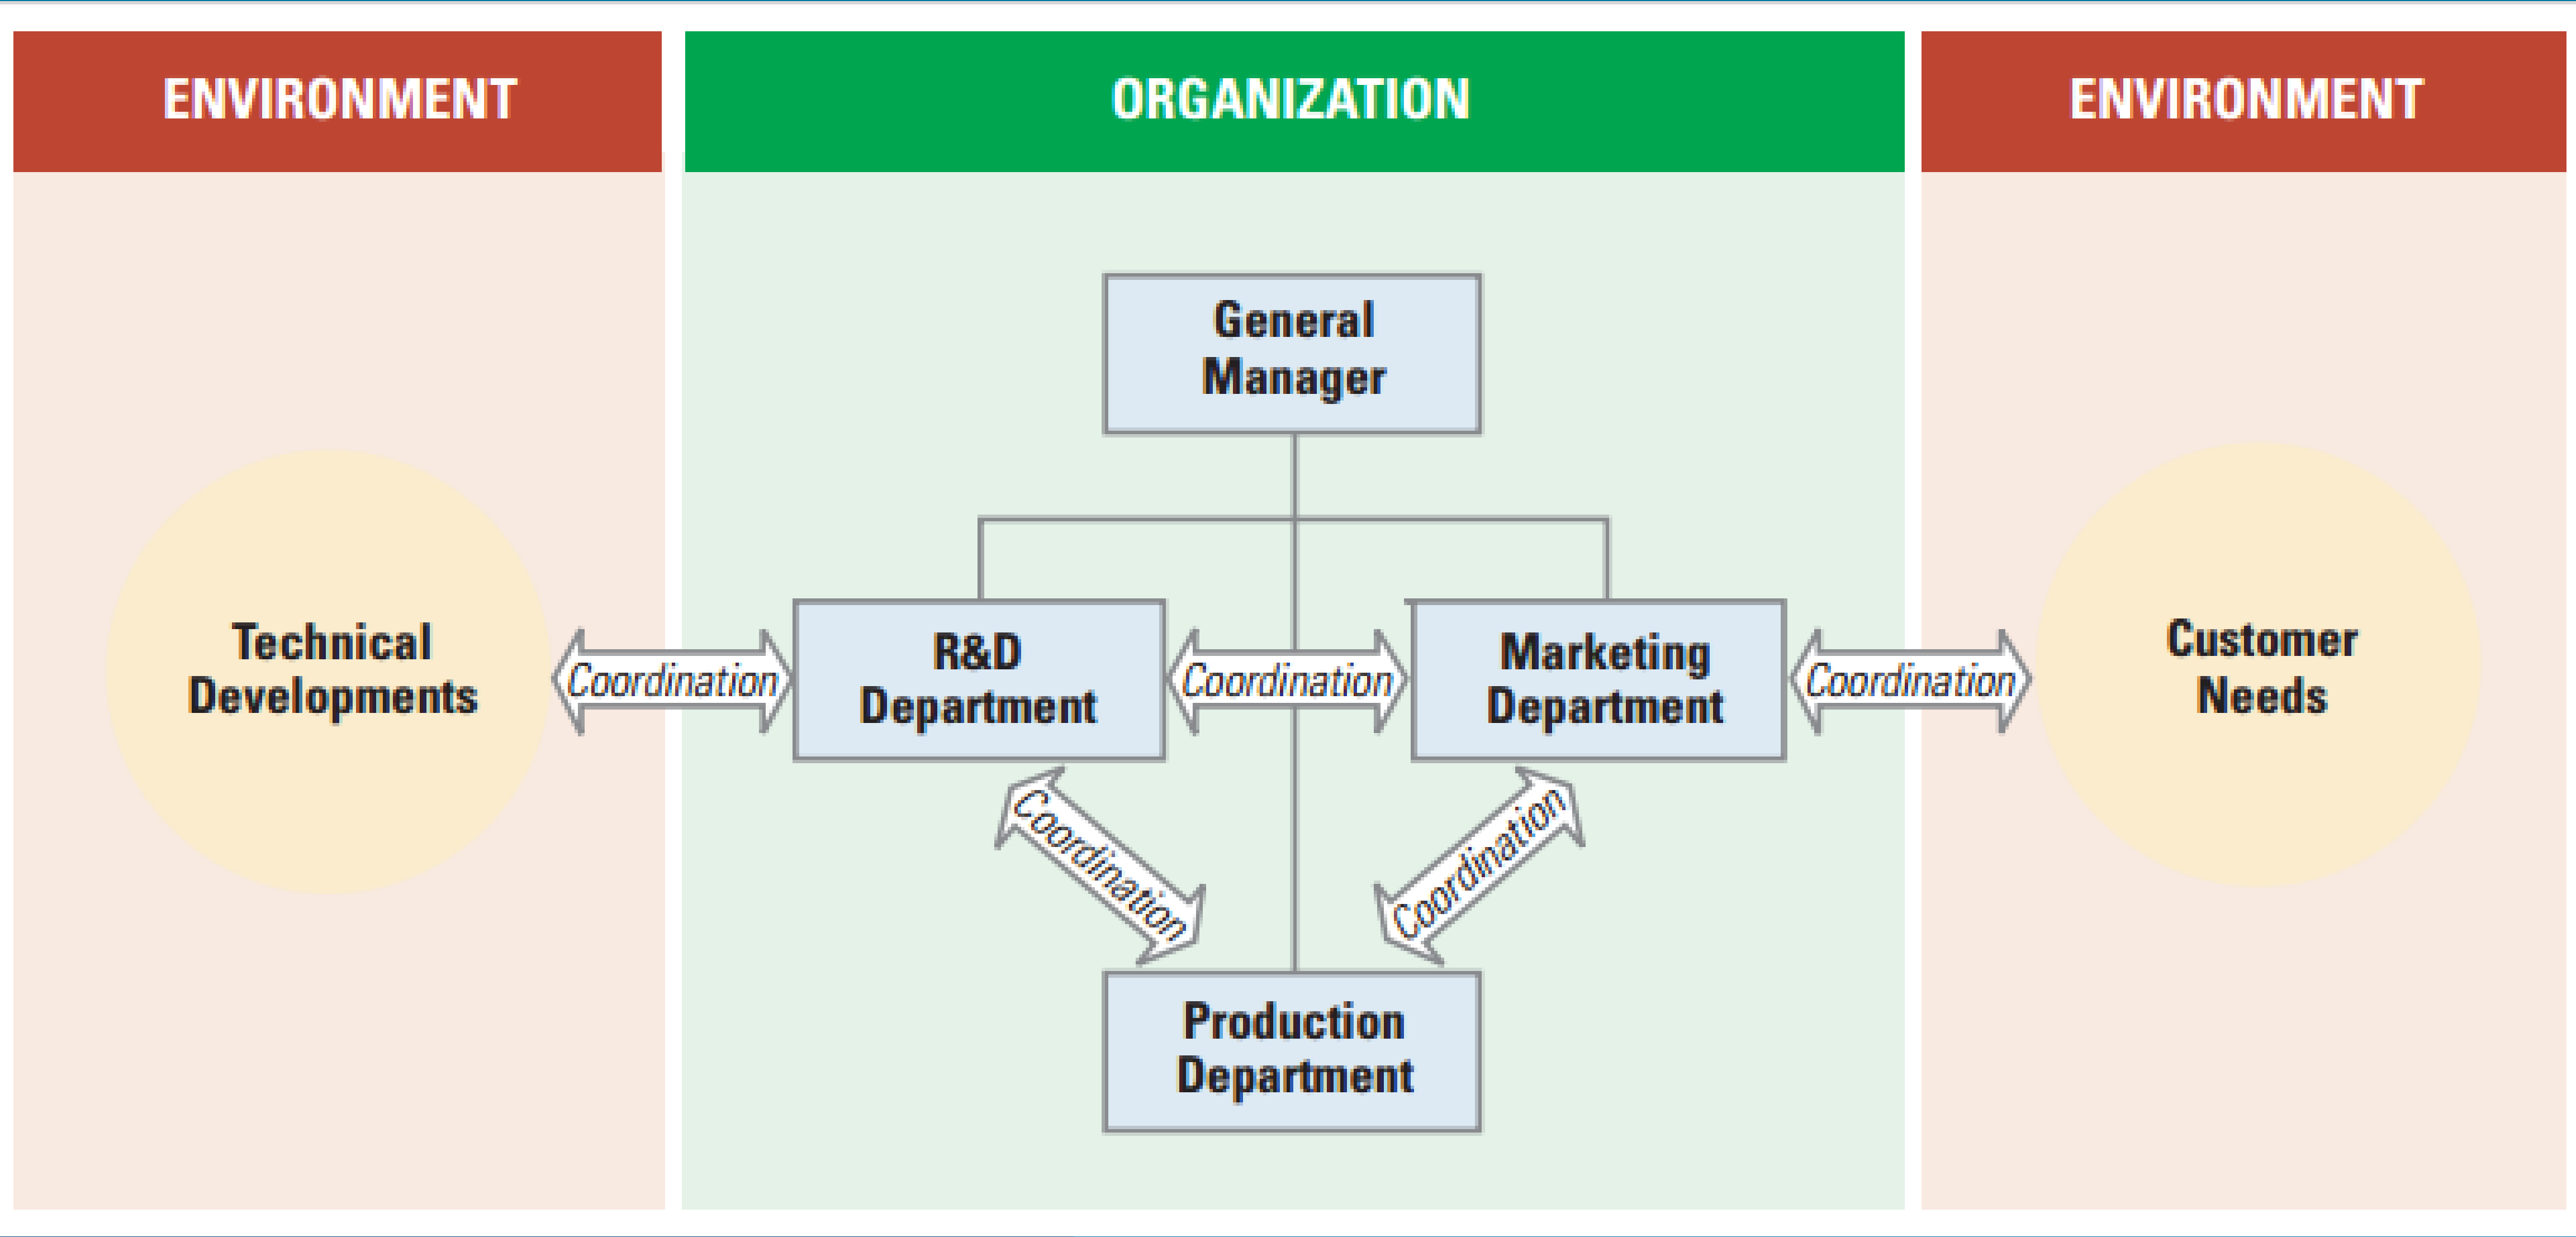 ENVIRONMENT
ORGANIZATION
ENVIRONMENT
General
Manager
Technical
Developments
Coordination
R&D
Department
Coordination
Marketing
Department
Coordination
Customer
Needs
Coordination
Coordination
Production
Department